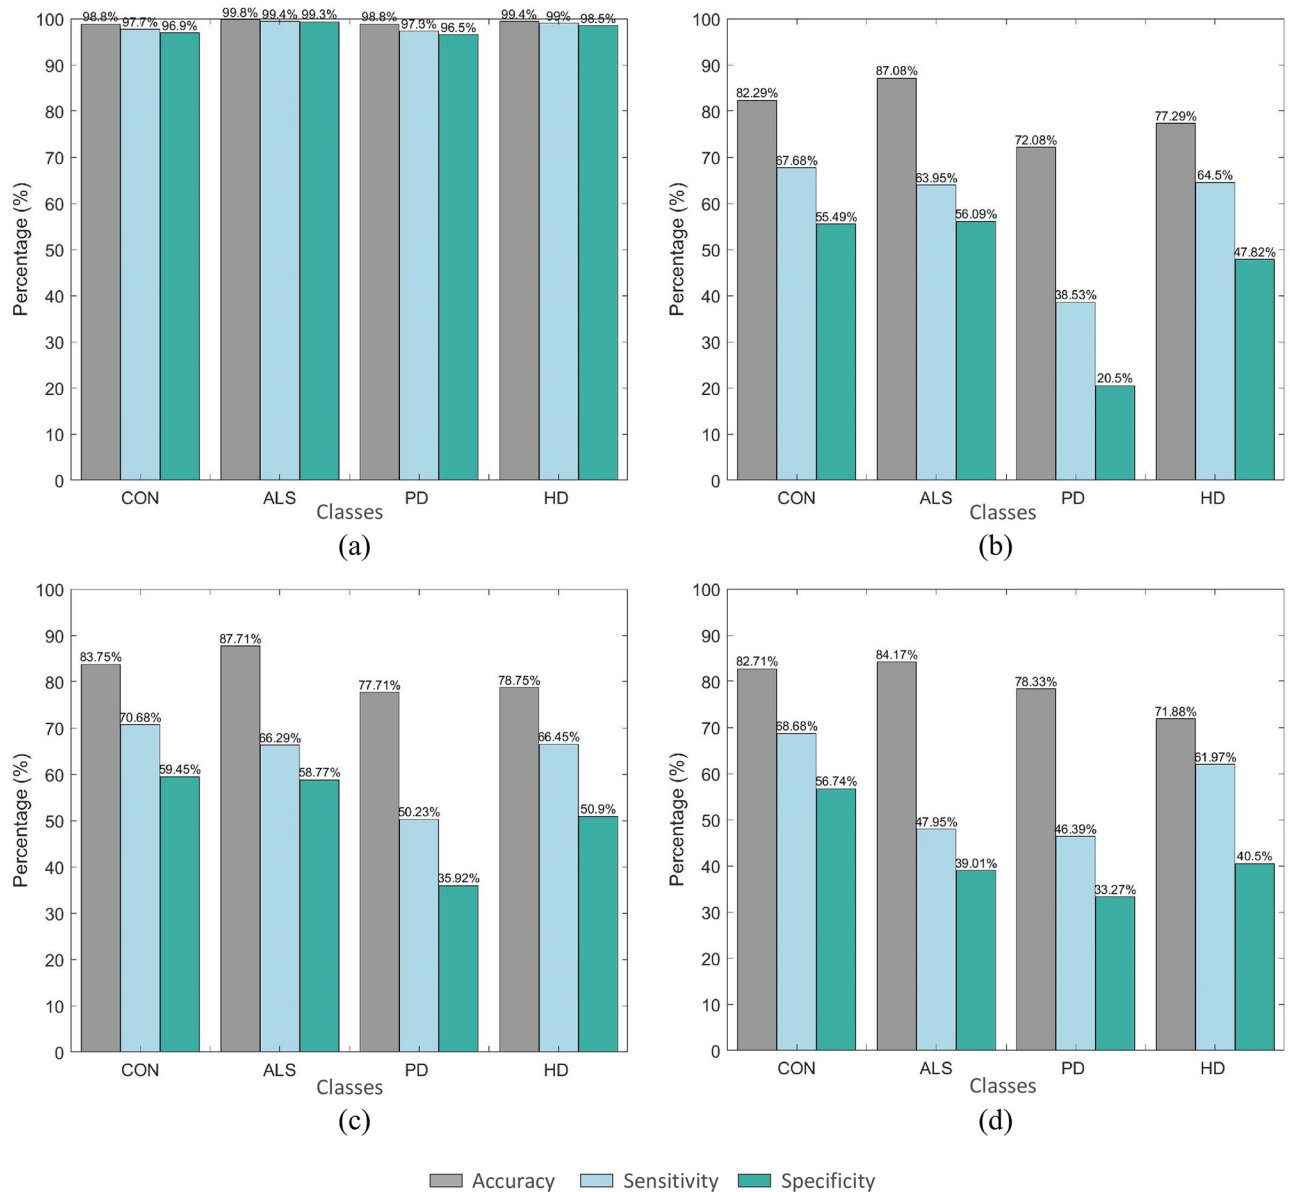 98.8% 97.7% 96.9% 99.8% 99.4% 99.3% 98.8% 97.3% 96.5% 99.4% 99% 98.5%
100
90
80
70
60
50
40
30
20
10
0
Percentage (%)
CON ALS PD HD
Classes
(a)
82.29% 67.68% 55.49% 87.08% 63.95% 56.09% 72.08% 38.53% 20.5% 77.29% 64.5% 47.82%
100
90
80
70
60
50
40
30
20
10
0
Percentage (%)
CON ALS PD HD
Classes
(b)
83.75% 70.68% 59.45% 87.71% 66.29% 58.77% 77.71% 50.23% 35.92% 78.75% 66.45% 50.9%
100
90
80
70
60
50
40
30
20
10
0
Percentage (%)
CON ALS PD HD
Classes
(c)
82.71% 68.68% 56.74% 84.17% 47.95% 39.01% 78.33% 46.39% 33.27% 71.88% 61.97% 40.5%
100
90
80
70
60
50
40
30
20
10
0
Percentage (%)
CON ALS PD HD
Classes
(d)
Accuracy Sensitivity Specificity